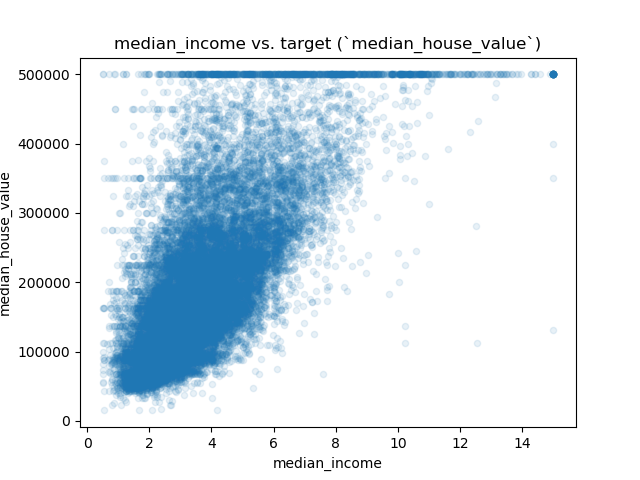 median_income vs. target (`median_house_value`)
500000
400000
300000
200000
100000
0
median_house_value
0 2 4 6 8 10 12 14
median_income